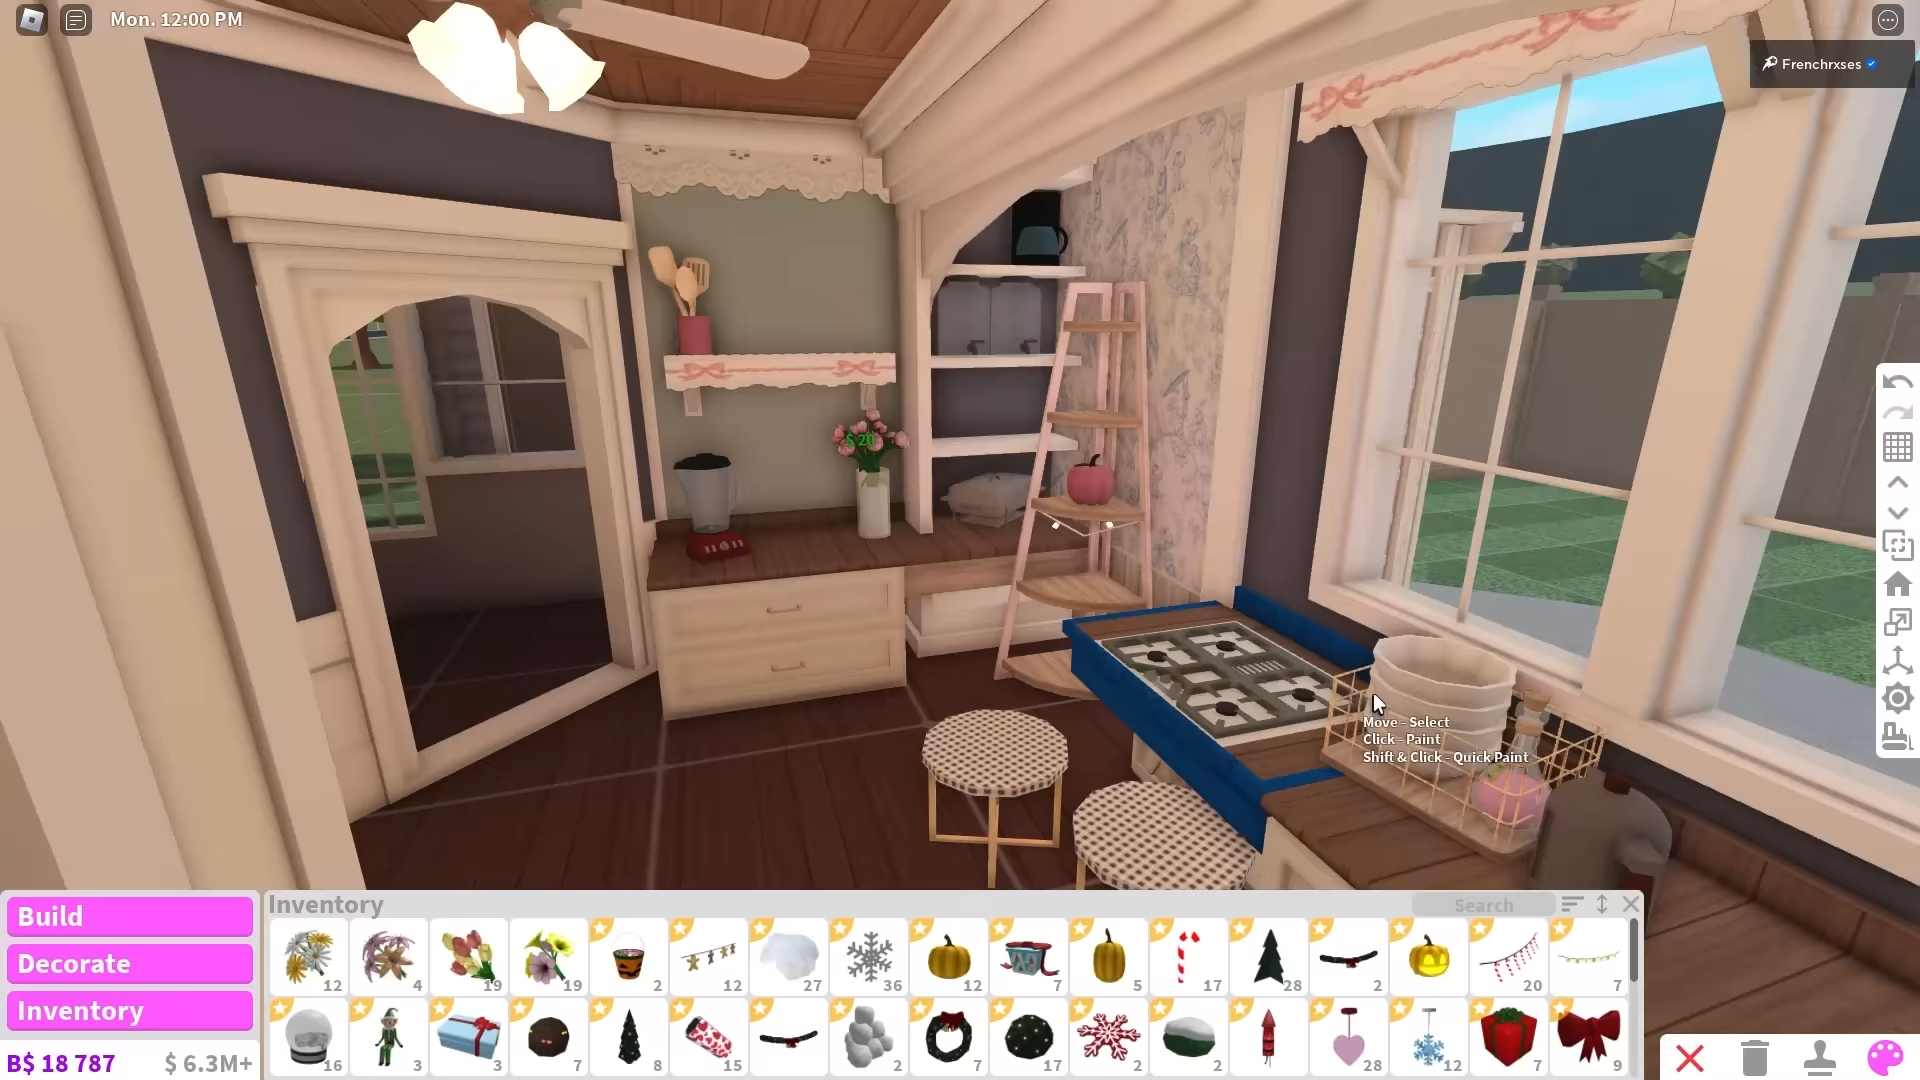 Mon. 12:00 PM
Frenchrxses
$ 20
Move - Select
Click - Paint
Shift & Click - Quick Paint
Build
Decorate
Inventory
B$ 18 787
$ 6.3M+
Inventory
Search
12 4 19 19 2 12 27 36 12 7 5 17 28 2 20 7
16 3 3 7 8 15 2 7 17 2 2 28 12 7 9